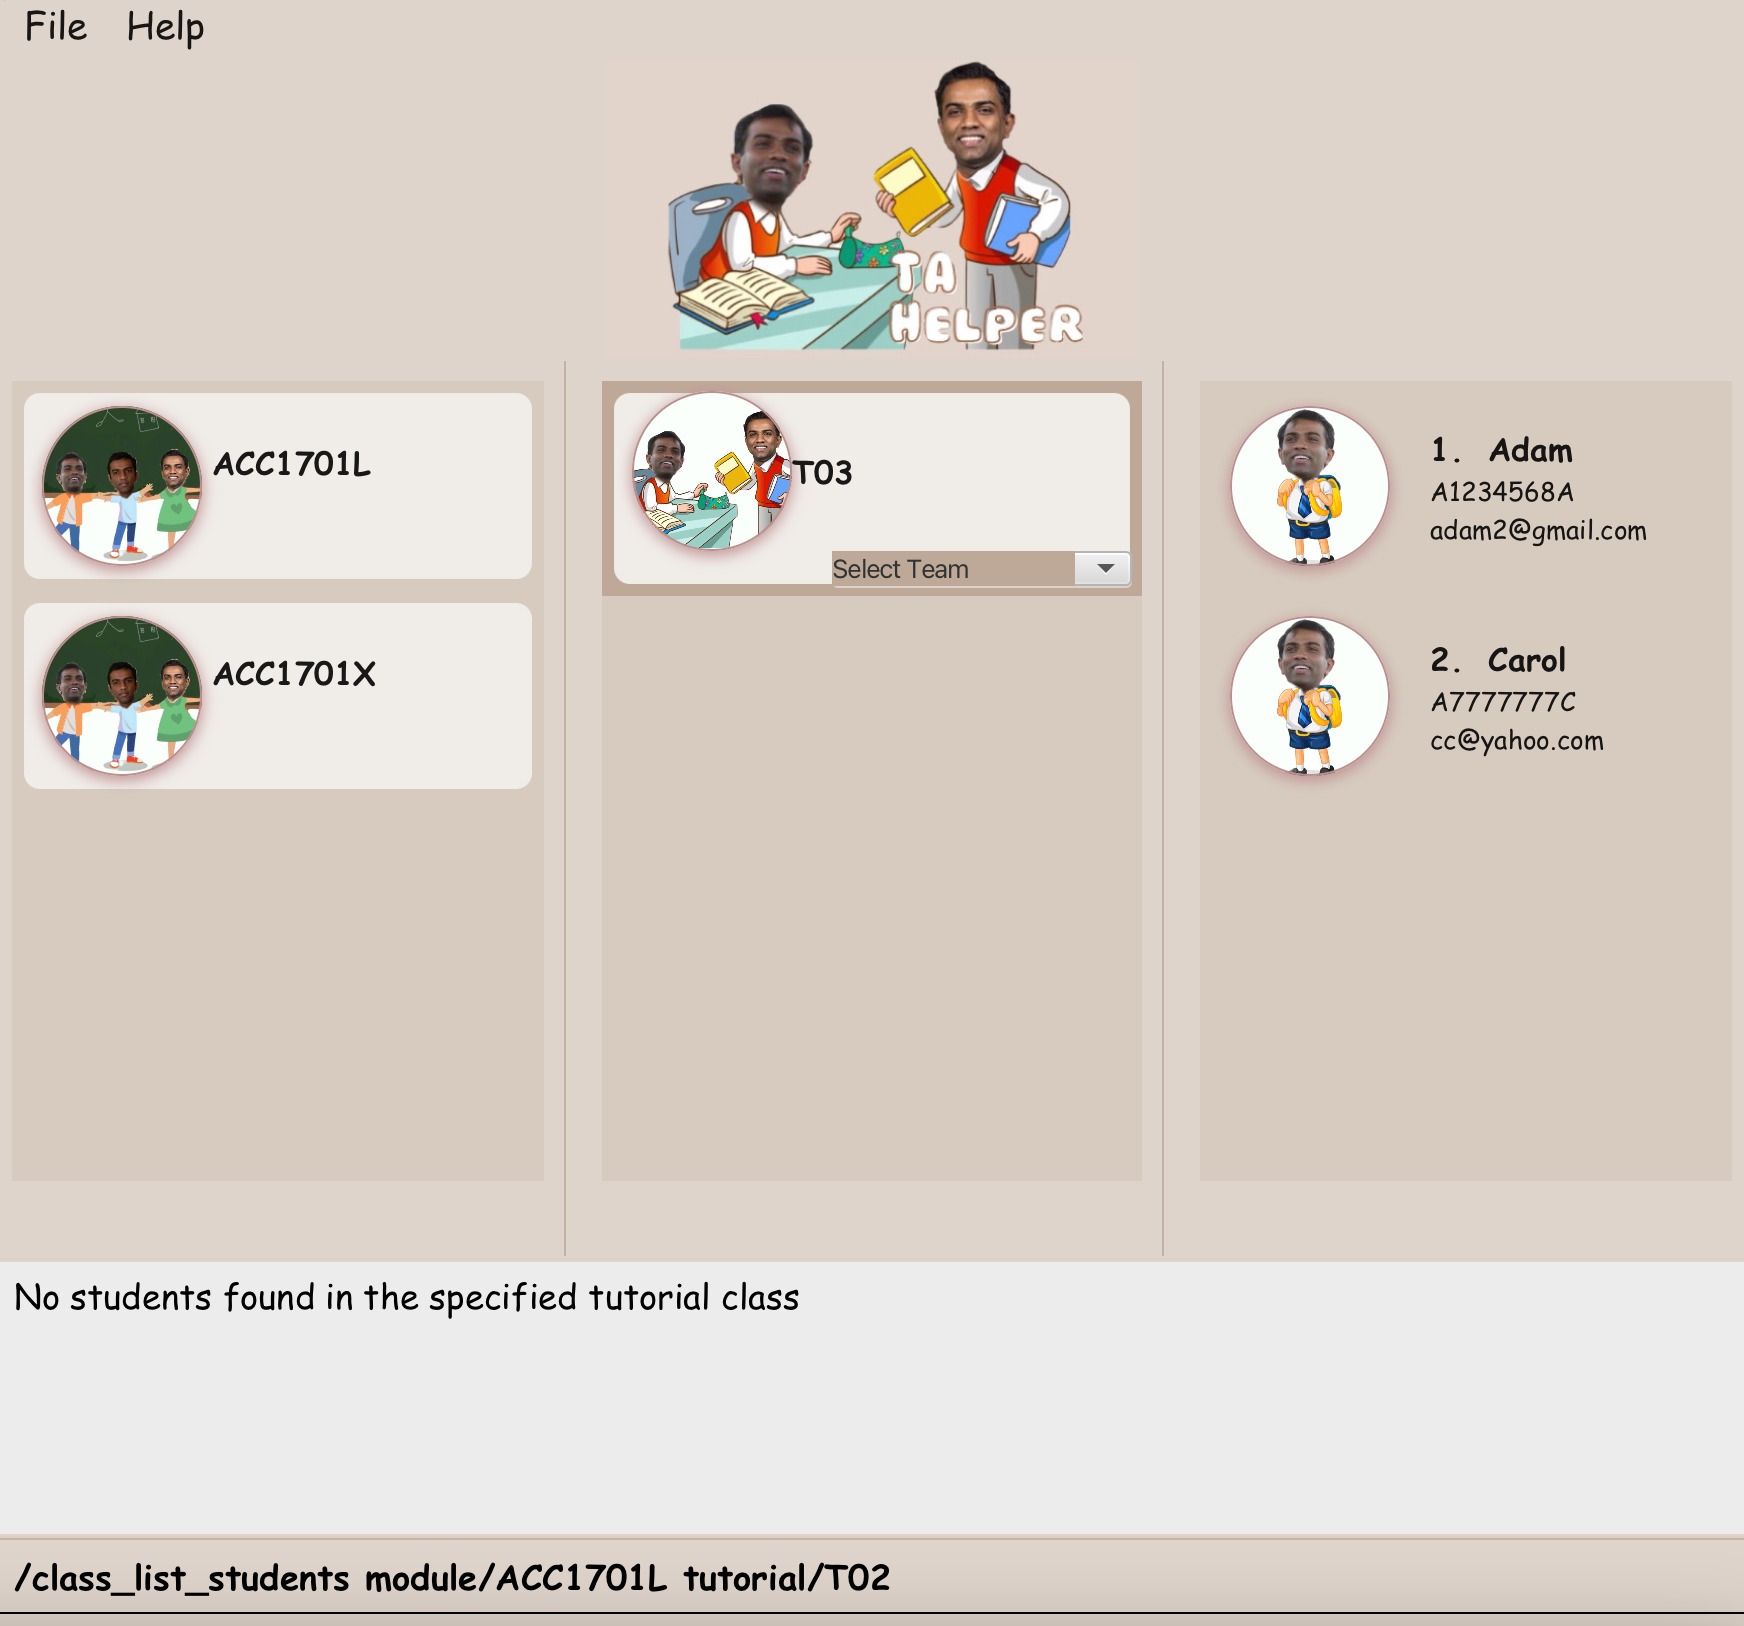 File Help
TA
HELPER
ACC1701L
ACC1701X
T03
Select Team
1. Adam
A1234568A
adam2@gmail.com
2. Carol
A7777777C
cc@yahoo.com
No students found in the specified tutorial class
/class_list_students module/ACC1701L tutorial/T02